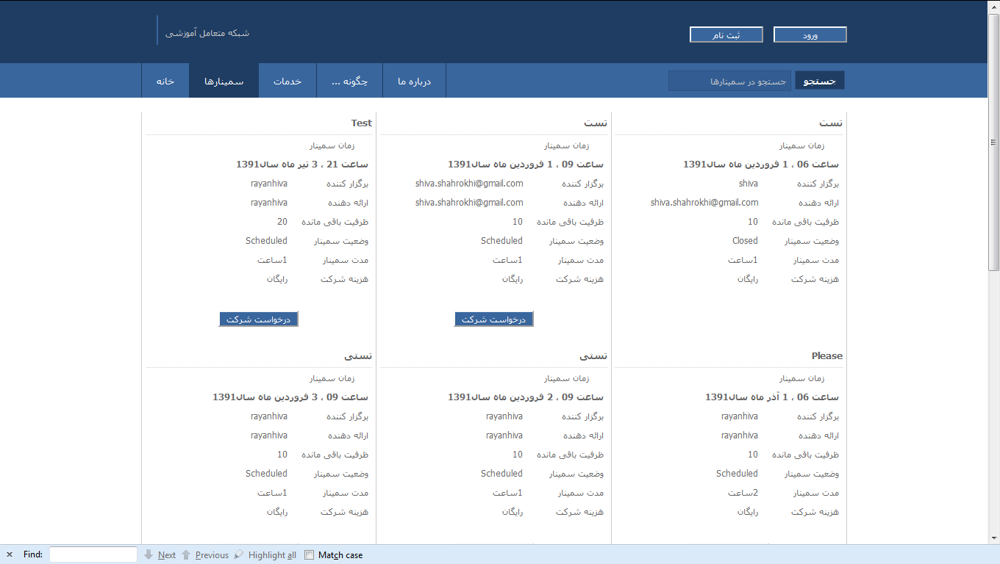 شبکه متعامل آموزشی
ورود
ثبت نام
خانه
سمینارها
خدمات
چگونه ...
درباره ما
جستجو در سمینارها
جستجو
تست
زمان سمینار
ساعت 06 ، 1 فروردین ماه سال1391
برگزار کننده shiva
ارائه دهنده shiva.shahrokhi@gmail.com
ظرفیت باقی مانده 10
وضعیت سمینار Closed
مدت سمینار 1ساعت
هزینه شرکت رایگان
تست
زمان سمینار
ساعت 09 ، 1 فروردین ماه سال1391
برگزار کننده shiva.shahrokhi@gmail.com
ارائه دهنده shiva.shahrokhi@gmail.com
ظرفیت باقی مانده 10
وضعیت سمینار Scheduled
مدت سمینار 1ساعت
هزینه شرکت رایگان
درخواست شرکت
Test
زمان سمینار
ساعت 21 ، 3 تیر ماه سال1391
برگزار کننده rayanhiva
ارائه دهنده rayanhiva
ظرفیت باقی مانده 20
وضعیت سمینار Scheduled
مدت سمینار 1ساعت
هزینه شرکت رایگان
درخواست شرکت
Please
زمان سمینار
ساعت 06 ، 1 آذر ماه سال1391
برگزار کننده rayanhiva
ارائه دهنده rayanhiva
ظرفیت باقی مانده 10
وضعیت سمینار Scheduled
مدت سمینار 2ساعت
هزینه شرکت رایگان
تستی
زمان سمینار
ساعت 09 ، 2 فروردین ماه سال1391
برگزار کننده rayanhiva
ارائه دهنده rayanhiva
ظرفیت باقی مانده 10
وضعیت سمینار Scheduled
مدت سمینار 1ساعت
هزینه شرکت رایگان
تستی
زمان سمینار
ساعت 09 ، 3 فروردین ماه سال1391
برگزار کننده rayanhiva
ارائه دهنده rayanhiva
ظرفیت باقی مانده 10
وضعیت سمینار Scheduled
مدت سمینار 1ساعت
هزینه شرکت رایگان
Find: Next Previous Highlight all Match case